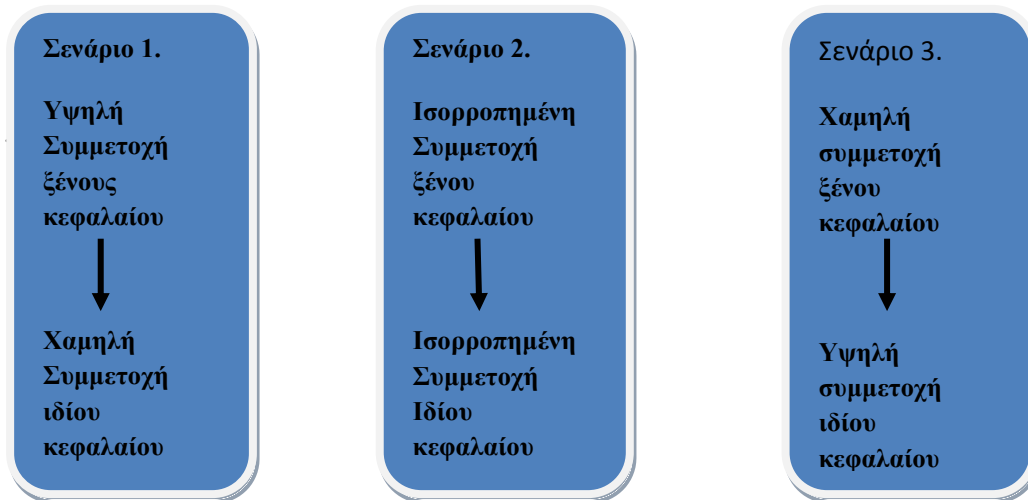 Σενάριο 1.
Υψηλή
Συμμετοχή
ξένους
κεφαλαίου
Χαμηλή
Συμμετοχή
ιδίου
κεφαλαίου
Σενάριο 2.
Ισορροπημένη
Συμμετοχή
ξένου
κεφαλαίου
Ισορροπημένη
Συμμετοχή
Ιδίου
κεφαλαίου
Σενάριο 3.
Χαμηλή
συμμετοχή
ξένου
κεφαλαίου
Υψηλή
συμμετοχή
ιδίου
κεφαλαίου